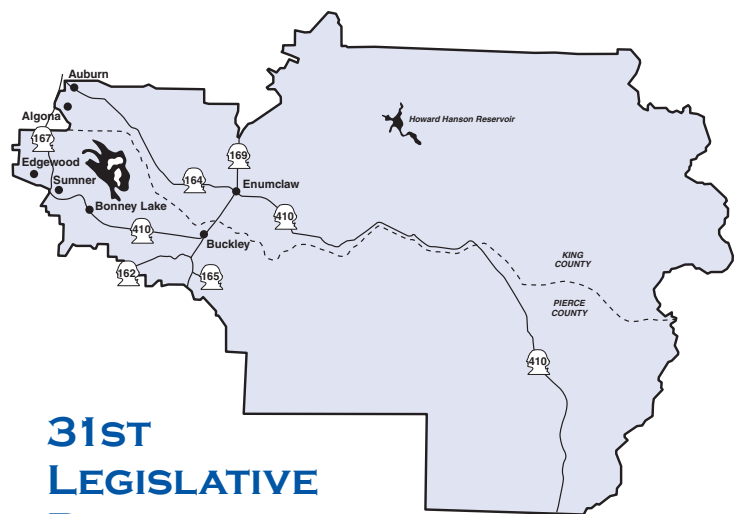 Auburn
Algona
167
Edgewood
Sumner
Bonney Lake
410
162
165
Buckley
164
169
Enumclaw
410
Howard Hanson Reservoir
KING
COUNTY
PIERCE
COUNTY
410
31ST
LEGISLATIVE